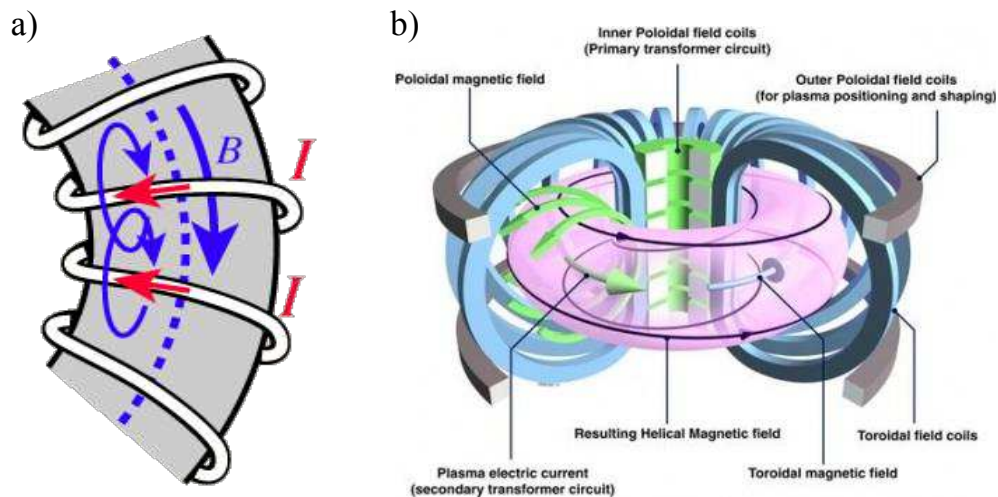 a)
B
I
I
b)
Inner Poloidal field coils
(Primary transformer circuit)
Poloidal magnetic field
Outer Poloidal field coils
(for plasma positioning and shaping)
Resulting Helical Magnetic field
Toroidal field coils
Plasma electric current
(secondary transformer circuit)
Toroidal magnetic field